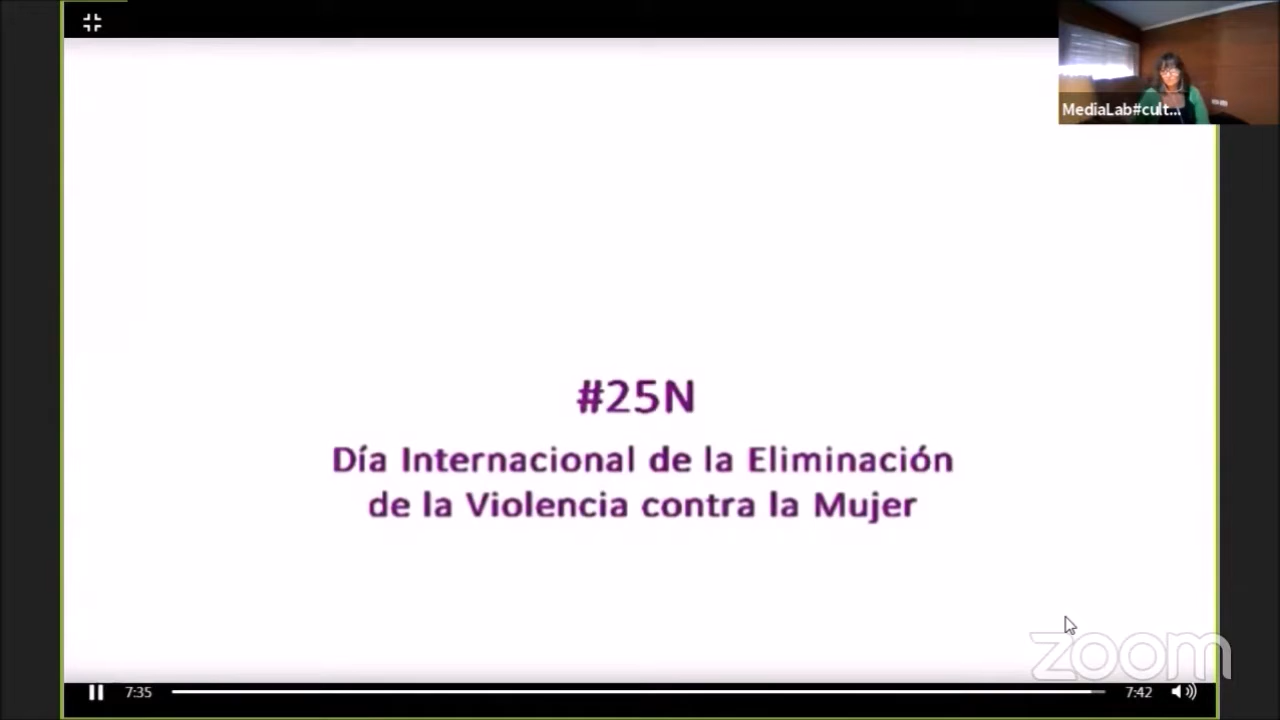 MediaLab#cult...
#25N
Día Internacional de la Eliminación
de la Violencia contra la Mujer
zoom
7:35
7:42